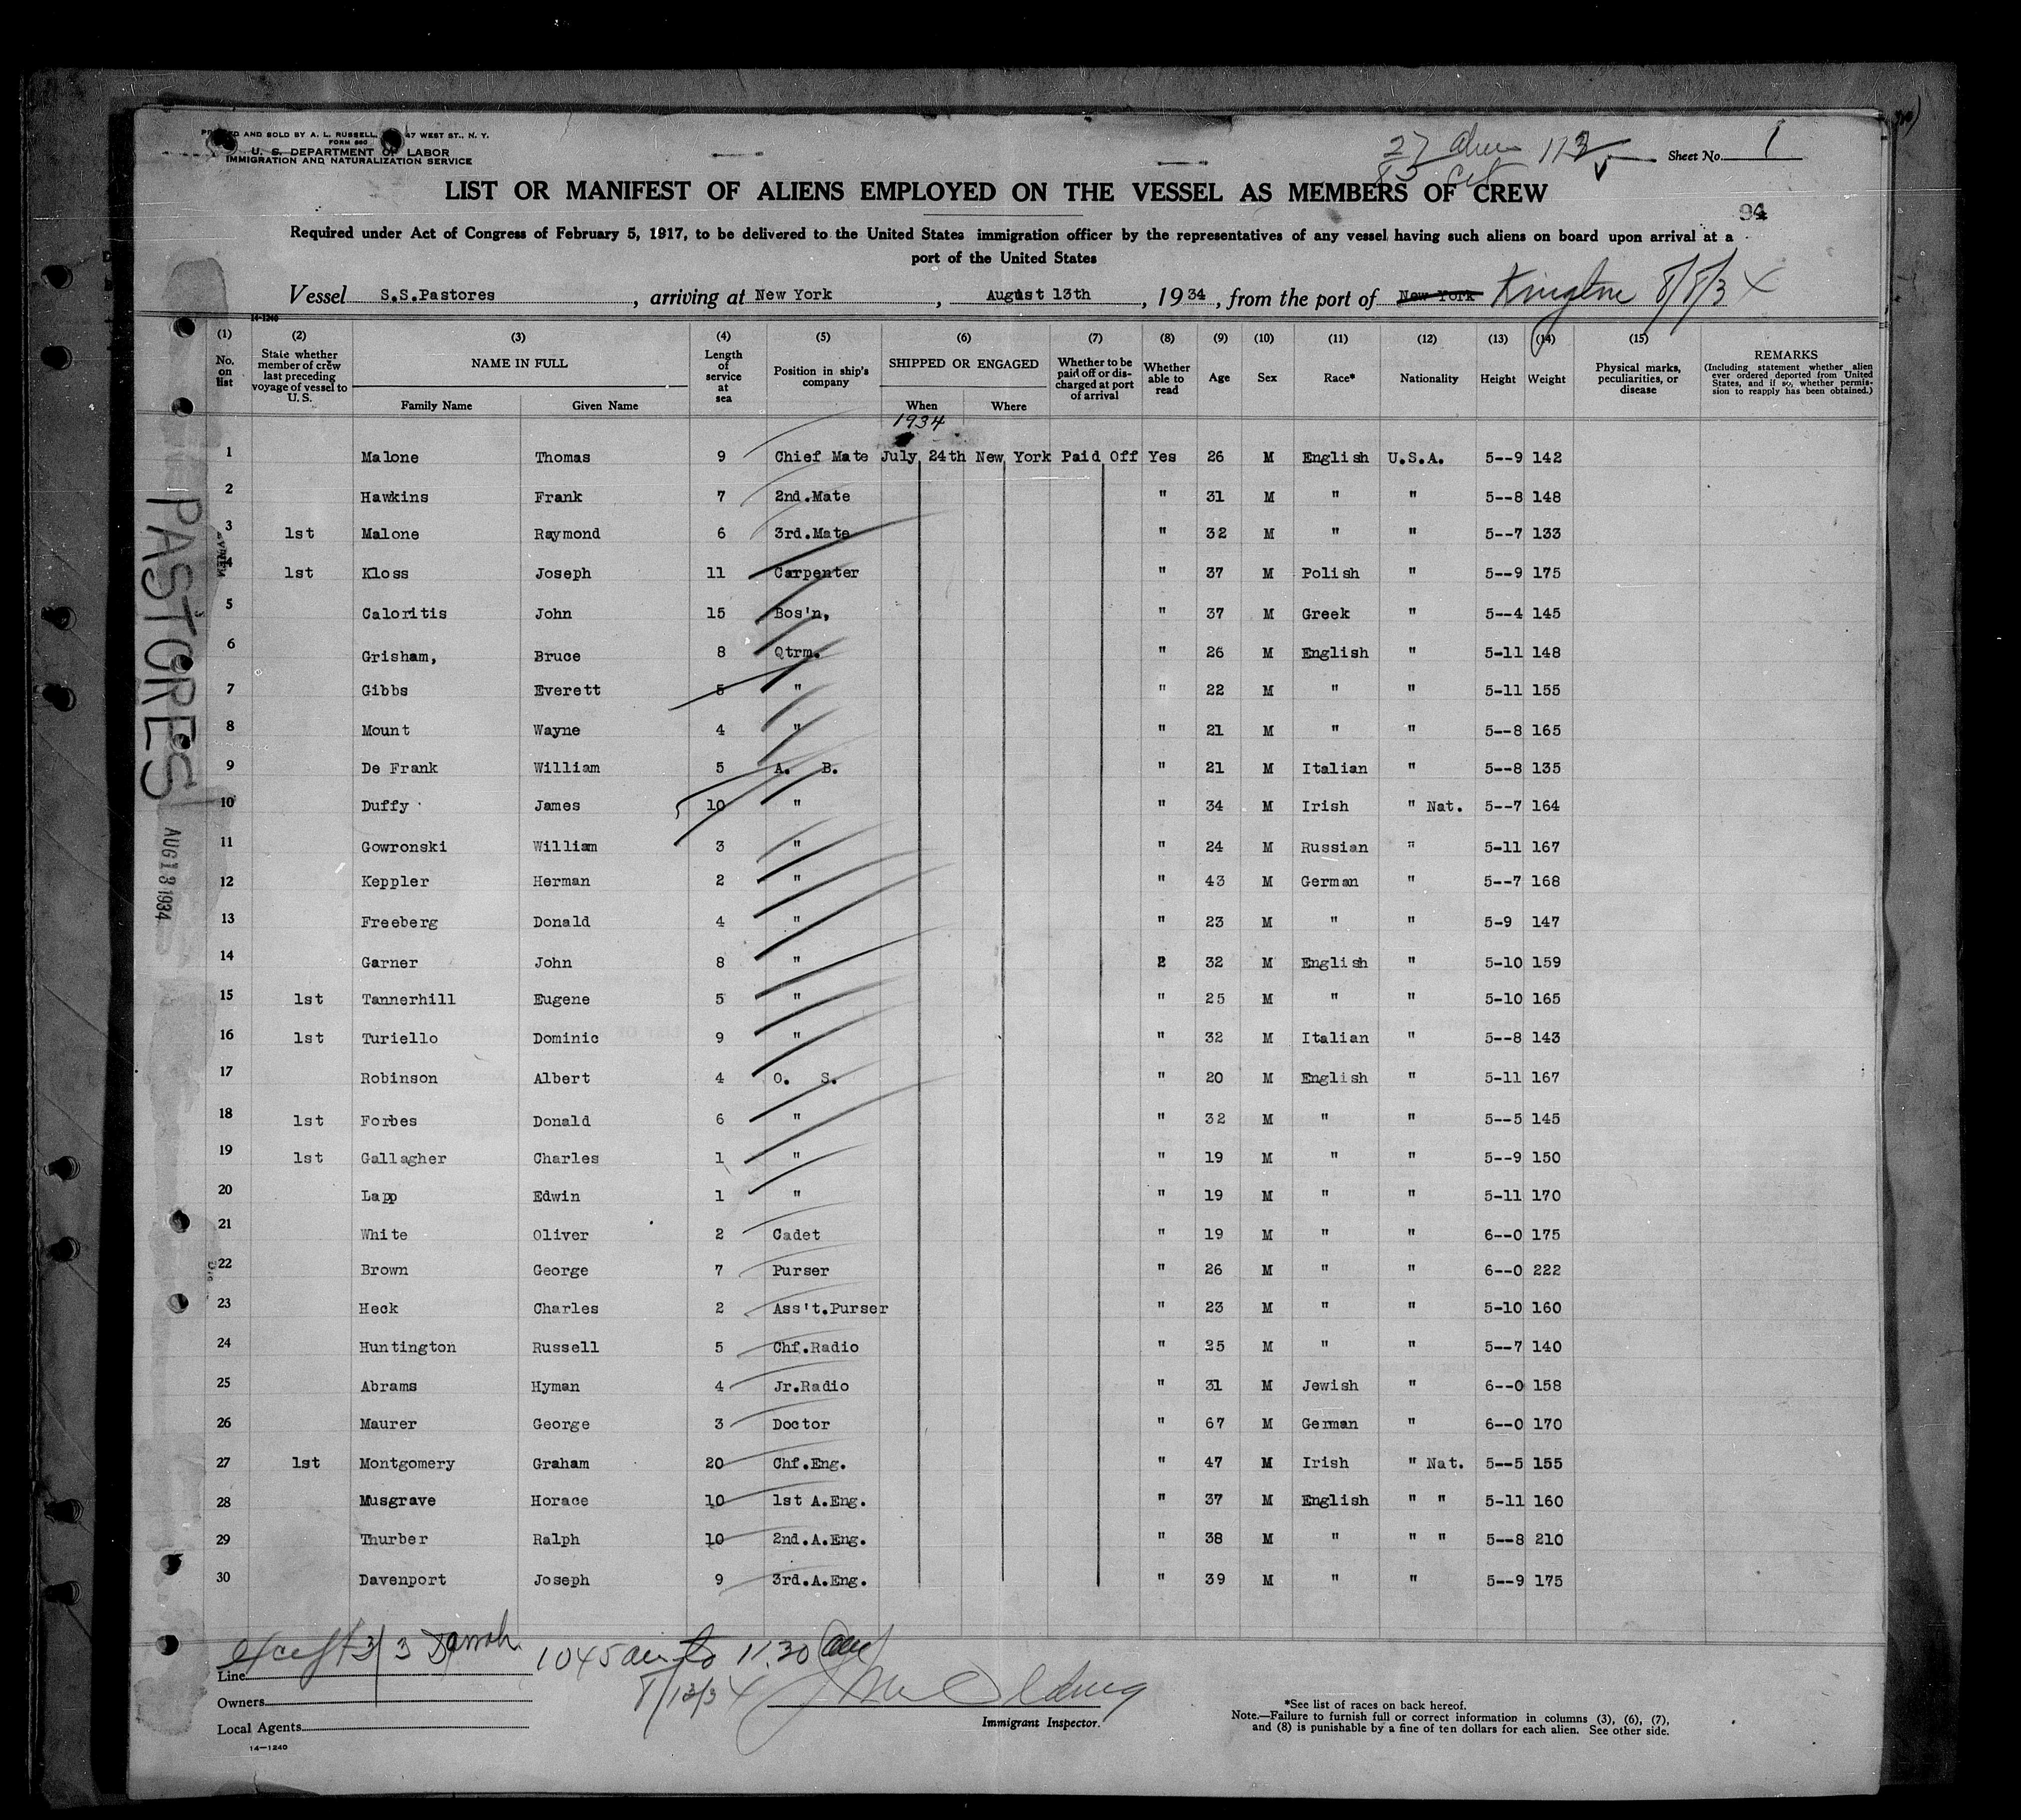 PRINTED AND SOLD BY A. L. RUSSELL, 47 WEST ST., N. Y.
FORM 680
U. S. DEPARTMENT OF LABOR
IMMIGRATION AND NATURALIZATION SERVICE
27 113
Sheet No. 1
LIST OR MANIFEST OF ALIENS EMPLOYED ON THE VESSEL AS MEMBERS OF CREW
94
Required under Act of Congress of February 5, 1917, to be delivered to the United States immigration officer by the representatives of any vessel having such aliens on board upon arrival at a
port of the United States
Vessel S.S.Pastores, arriving at New York, August 13th, 1934, from the port of New York Kingston 8/8/34
14-1240
(1) No. on list (2) State whether member of crew last preceding voyage of vessel to U. S. (3) NAME IN FULL Family Name Given Name (4) Length of service at sea (5) Position in ship's company (6) SHIPPED OR ENGAGED When Where (7) Whether to be paid off or discharged at port of arrival (8) Whether able to read (9) Age (10) Sex (11) Race* (12) Nationality (13) Height (14) Weight (15) Physical marks, peculiarities, or disease REMARKS (Including statement whether alien ever ordered deported from United States, and if so, whether permission to reapply has been obtained.)
1934
1 Malone Thomas 9 Chief Mate July 24th New York Paid Off Yes 26 M English U.S.A. 5--9 142
2 Hawkins Frank 7 2nd.Mate " 31 M " " 5--8 148
3 1st Malone Raymond 6 3rd.Mate " 32 M " " 5--7 133
4 1st Kloss Joseph 11 Carpenter " 37 M Polish " 5--9 175
5 Caloritis John 15 Bos'n, " 37 M Greek " 5--4 145
6 Grisham, Bruce 8 Qtrm. " 26 M English " 5-11 148
7 Gibbs Everett 5 " " 22 M " " 5-11 155
8 Mount Wayne 4 " " 21 M " " 5--8 165
9 De Frank William 5 A. B. " 21 M Italian " 5--8 135
10 Duffy James 10 " " 34 M Irish " Nat. 5--7 164
11 Gowronski William 3 " " 24 M Russian " 5-11 167
12 Keppler Herman 2 " " 43 M German " 5--7 168
13 Freeberg Donald 4 " " 23 M " " 5-9 147
14 Garner John 8 " 2 32 M English " 5-10 159
15 1st Tannerhill Eugene 5 " " 25 M " " 5-10 165
16 1st Turiello Dominic 9 " " 32 M Italian " 5--8 143
17 Robinson Albert 4 O. S. " 20 M English " 5-11 167
18 1st Forbes Donald 6 " " 32 M " " 5--5 145
19 1st Gallagher Charles 1 " " 19 M " " 5--9 150
20 Lapp Edwin 1 " " 19 M " " 5-11 170
21 White Oliver 2 Cadet " 19 M " " 6--0 175
22 Brown George 7 Purser " 26 M " " 6--0 222
23 Heck Charles 2 Ass't.Purser " 23 M " " 5-10 160
24 Huntington Russell 5 Chf.Radio " 25 M " " 5--7 140
25 Abrams Hyman 4 Jr.Radio " 31 M Jewish " 6--0 158
26 Maurer George 3 Doctor " 67 M German " 6--0 170
27 1st Montgomery Graham 20 Chf.Eng. " 47 M Irish " Nat. 5--5 155
28 Musgrave Horace 10 1st A.Eng. " 37 M English " " 5-11 160
29 Thurber Ralph 10 2nd.A.Eng. " 38 M " " " 5--8 210
30 Davenport Joseph 9 3rd.A.Eng. " 39 M " " 5--9 175
PASTORES
AUG 13 1934
1045 am to 11.30 am
8/13/34
Line
Owners
Local Agents
Immigrant Inspector.
14-1240
*See list of races on back hereof.
Note.—Failure to furnish full or correct information in columns (3), (6), (7),
and (8) is punishable by a fine of ten dollars for each alien. See other side.